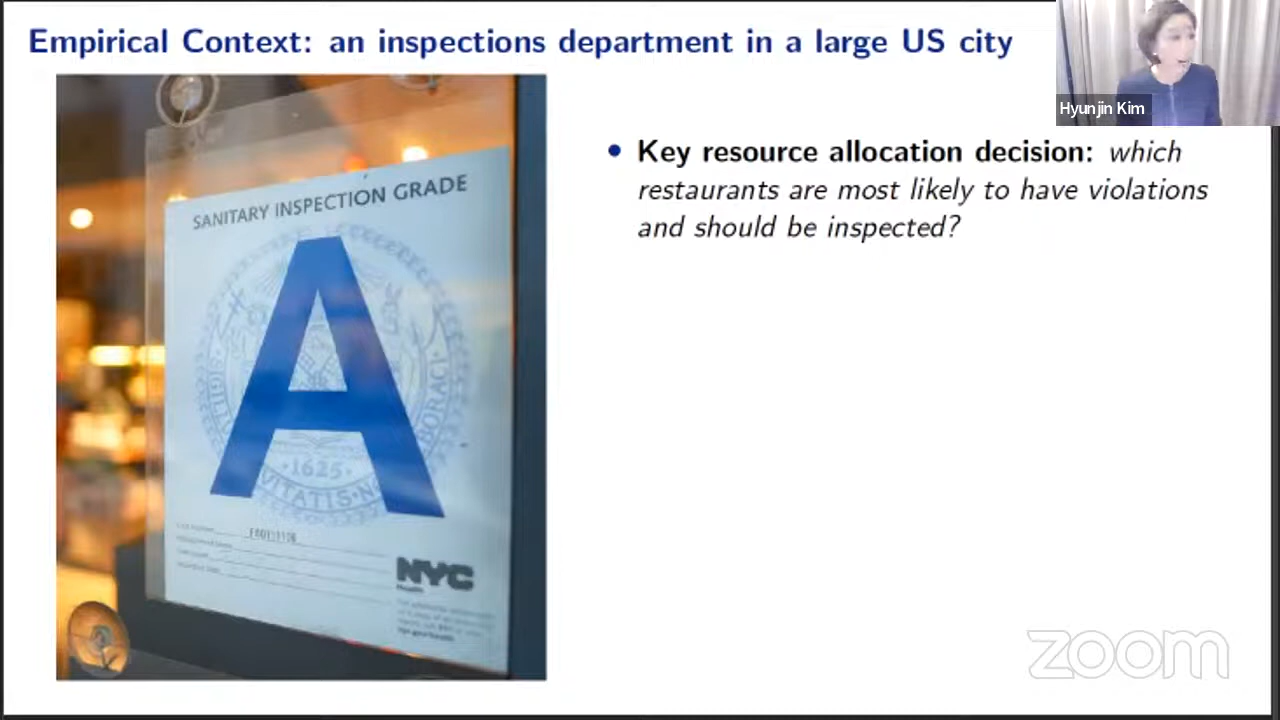 Empirical Context: an inspections department in a large US city
Hyunjin Kim
• Key resource allocation decision: which
restaurants are most likely to have violations
and should be inspected?
SANITARY INSPECTION GRADE
A
·1625·
NYC
Health
zoom